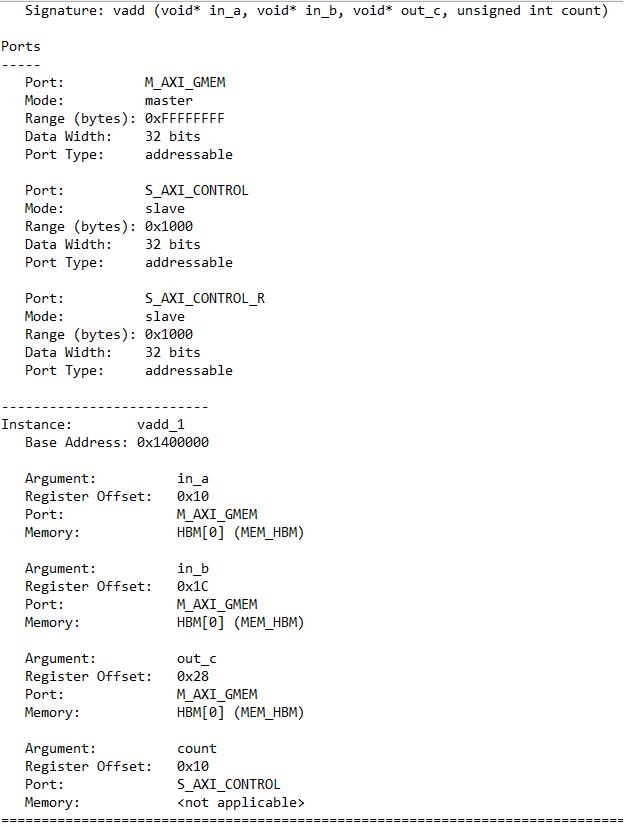 Signature: vadd (void* in_a, void* in_b, void* out_c, unsigned int count)
Ports
-----
Port: M_AXI_GMEM
Mode: master
Range (bytes): 0xFFFFFFFF
Data Width: 32 bits
Port Type: addressable
Port: S_AXI_CONTROL
Mode: slave
Range (bytes): 0x1000
Data Width: 32 bits
Port Type: addressable
Port: S_AXI_CONTROL_R
Mode: slave
Range (bytes): 0x1000
Data Width: 32 bits
Port Type: addressable
--------------------------
Instance: vadd_1
Base Address: 0x1400000
Argument: in_a
Register Offset: 0x10
Port: M_AXI_GMEM
Memory: HBM[0] (MEM_HBM)
Argument: in_b
Register Offset: 0x1C
Port: M_AXI_GMEM
Memory: HBM[0] (MEM_HBM)
Argument: out_c
Register Offset: 0x28
Port: M_AXI_GMEM
Memory: HBM[0] (MEM_HBM)
Argument: count
Register Offset: 0x10
Port: S_AXI_CONTROL
Memory: <not applicable>
==============================================================================